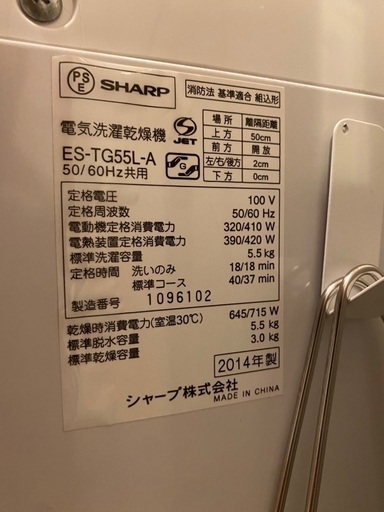 PSE SHARP
消防法 基準適合 組込形
電気洗濯乾燥機 S-JET
場所 離隔距離
上方 50cm
前方 開放
左/右/後方 2cm
下方 0cm
ES-TG55L-A
50/60Hz共用
G
定格電圧 100 V
定格周波数 50/60 Hz
電動機定格消費電力 320/410 W
電熱装置定格消費電力 390/420 W
標準洗濯容量 5.5 kg
定格時間 洗いのみ 18/18 min
標準コース 40/37 min
製造番号 1096102
乾燥時消費電力(室温30℃) 645/715 W
標準脱水容量 5.5 kg
標準乾燥容量 3.0 kg
2014年製
シャープ株式会社
MADE IN CHINA